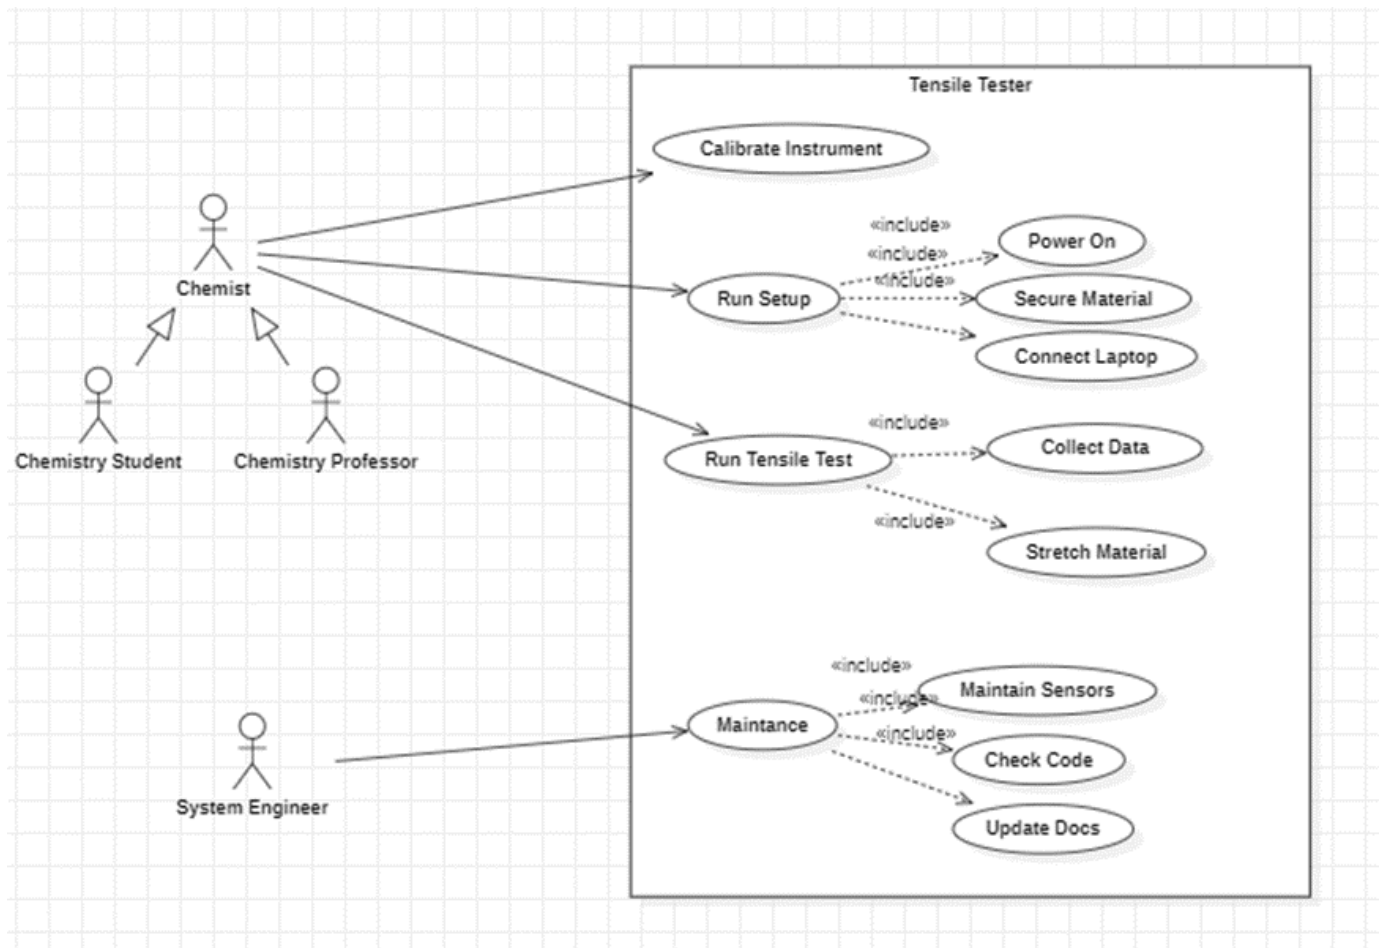 Tensile Tester
Calibrate Instrument
Chemist
«include»
Power On
«include»
«include»
Run Setup
Secure Material
Connect Laptop
Chemistry Student
Chemistry Professor
«include»
Run Tensile Test
Collect Data
«include»
Stretch Material
«include»
Maintain Sensors
«include»
Maintance
«include»
Check Code
System Engineer
Update Docs